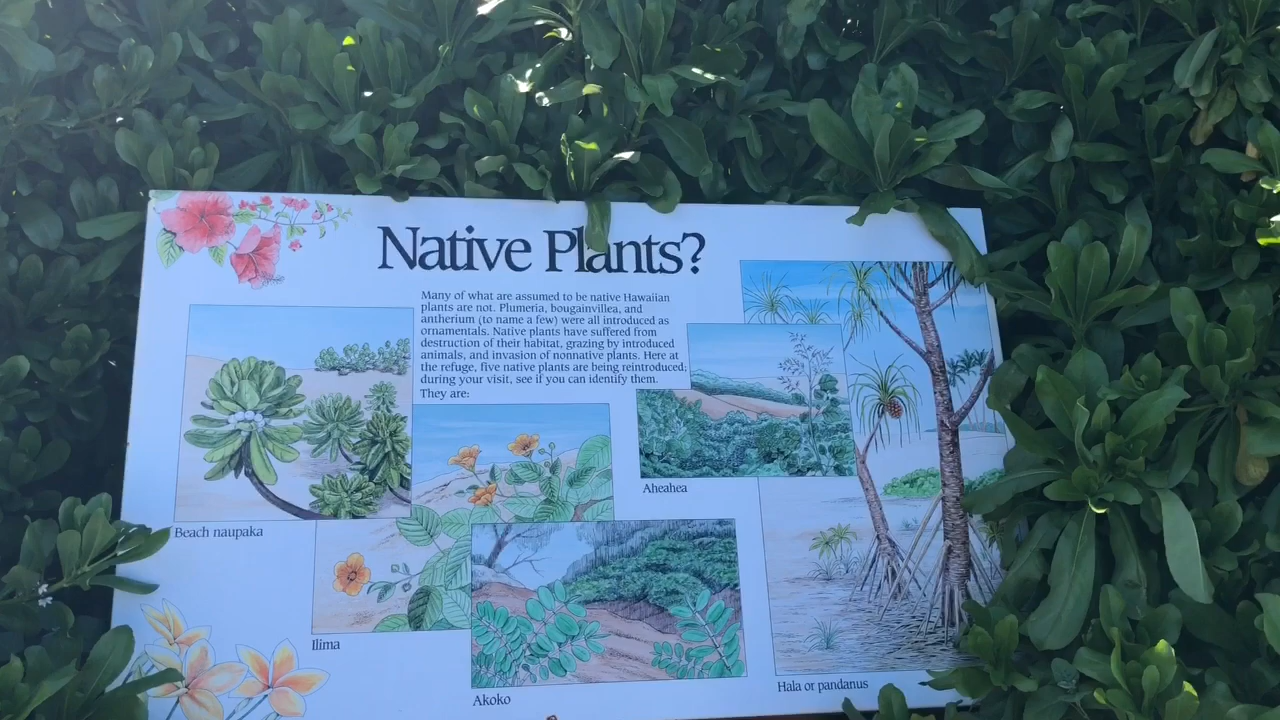 Native Plants?
Many of what are assumed to be native Hawaiian
plants are not. Plumeria, bougainvillea, and
antherium (to name a few) were all introduced as
ornamentals. Native plants have suffered from
destruction of their habitat, grazing by introduced
animals, and invasion of nonnative plants. Here at
the refuge, five native plants are being reintroduced;
during your visit, see if you can identify them.
They are:
Beach naupaka
Ilima
Akoko
Aheahea
Hala or pandanus